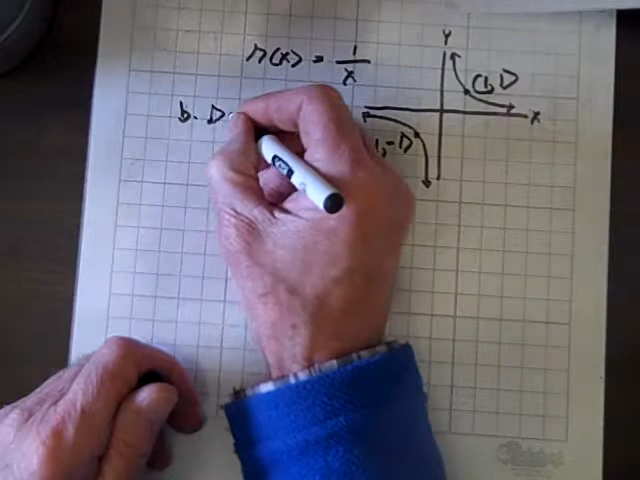 r(x) = 1/x
Y
(1,1)
b. D
x
1,-1)